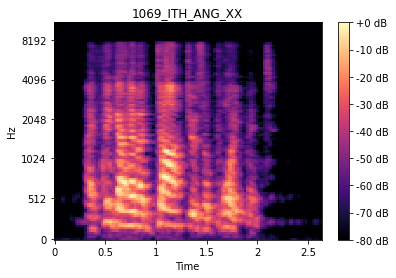 1069_ITH_ANG_XX
Hz
8192
4096
2048
1024
512
0
0 0.5 1 1.5 2 2.5
Time
+0 dB
-10 dB
-20 dB
-30 dB
-40 dB
-50 dB
-60 dB
-70 dB
-80 dB